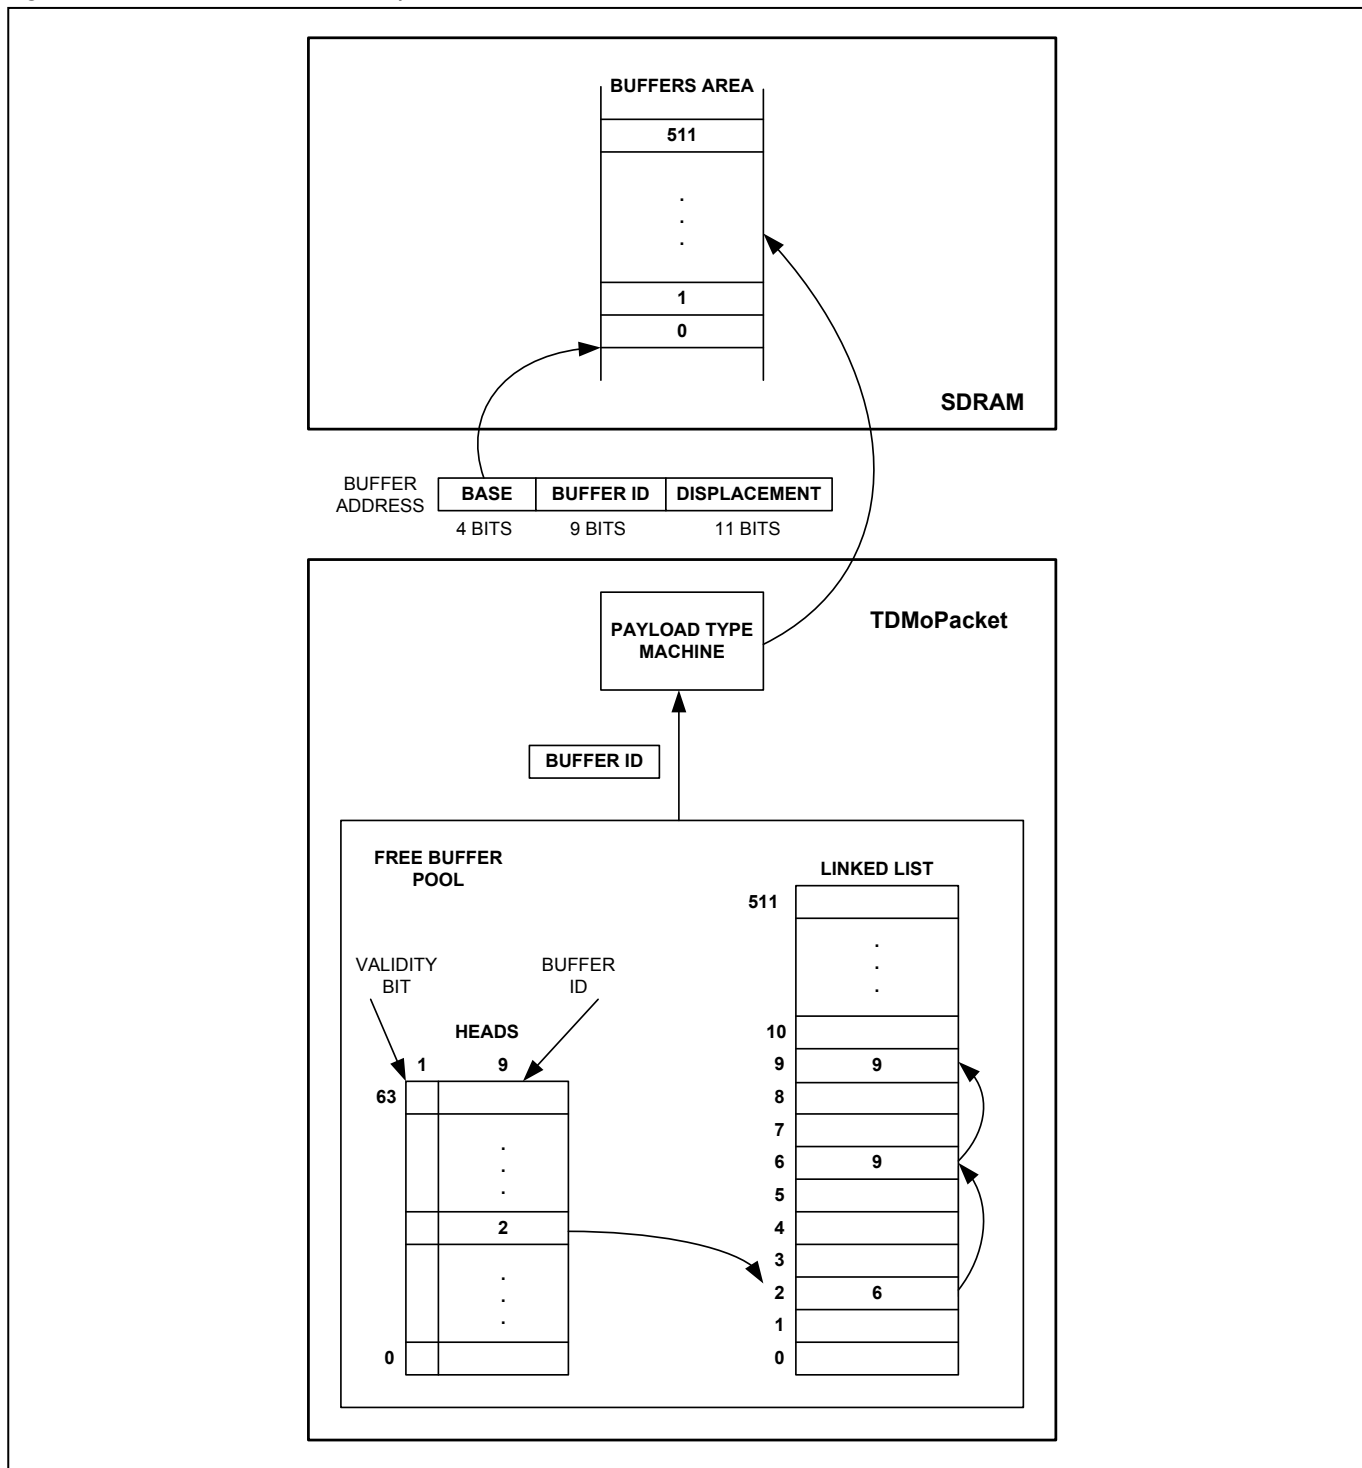 BUFFERS AREA
511
.
.
.
1
0
SDRAM
BUFFER
ADDRESS
BASE
BUFFER ID
DISPLACEMENT
4 BITS
9 BITS
11 BITS
TDMoPacket
PAYLOAD TYPE
MACHINE
BUFFER ID
FREE BUFFER
POOL
VALIDITY
BIT
BUFFER
ID
HEADS
1
9
63
.
.
.
2
.
.
.
0
LINKED LIST
511
.
.
.
10
9 9
8
7
6 9
5
4
3
2 6
1
0